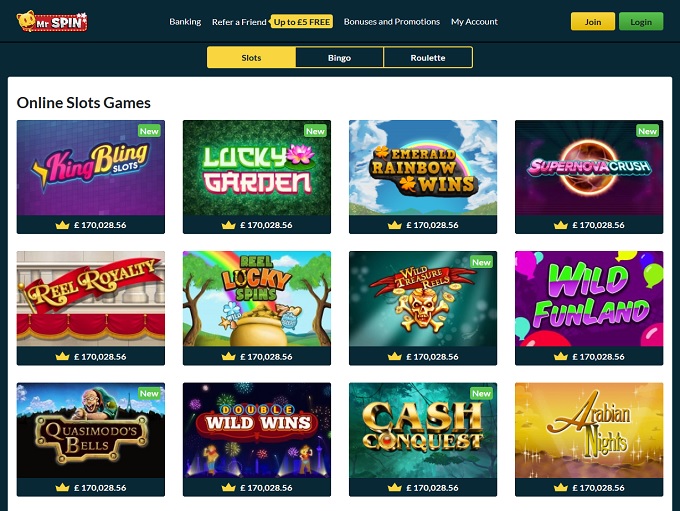 Mr SPIN
Banking Refer a Friend Up to £5 FREE Bonuses and Promotions My Account Join Login
Slots Bingo Roulette
Online Slots Games
New New New
KingBling
SLOTS
LUCKY
GARDEN
EMERALD
RAINBOW
WINS
SUPERNOVA CRUSH
£ 170,028.56 £ 170,028.56 £ 170,028.56 £ 170,028.56
New
REEL ROYALTY
REEL
LUCKY
SPINS
WILD
TREASURE
REELS
WILD
FUNLAND
£ 170,028.56 £ 170,028.56 £ 170,028.56 £ 170,028.56
New New
QUASIMODO'S
BELLS
DOUBLE
WILD WINS
CASH
CONQUEST
Arabian
Nights
£ 170,028.56 £ 170,028.56 £ 170,028.56 £ 170,028.56